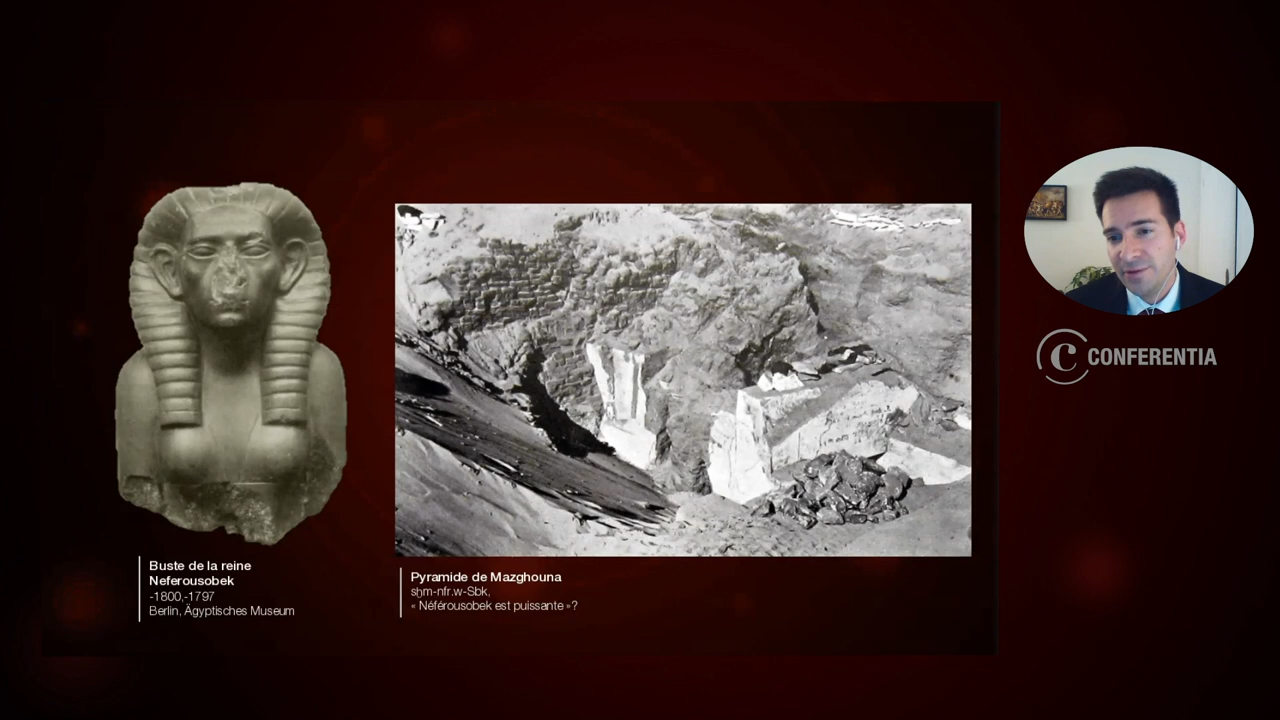 Buste de la reine
Neferousobek
-1800,-1797
Berlin, Ägyptisches Museum
Pyramide de Mazghouna
sḫm-nfr.w-Sbk,
« Néférousobek est puissante »?
C CONFERENTIA